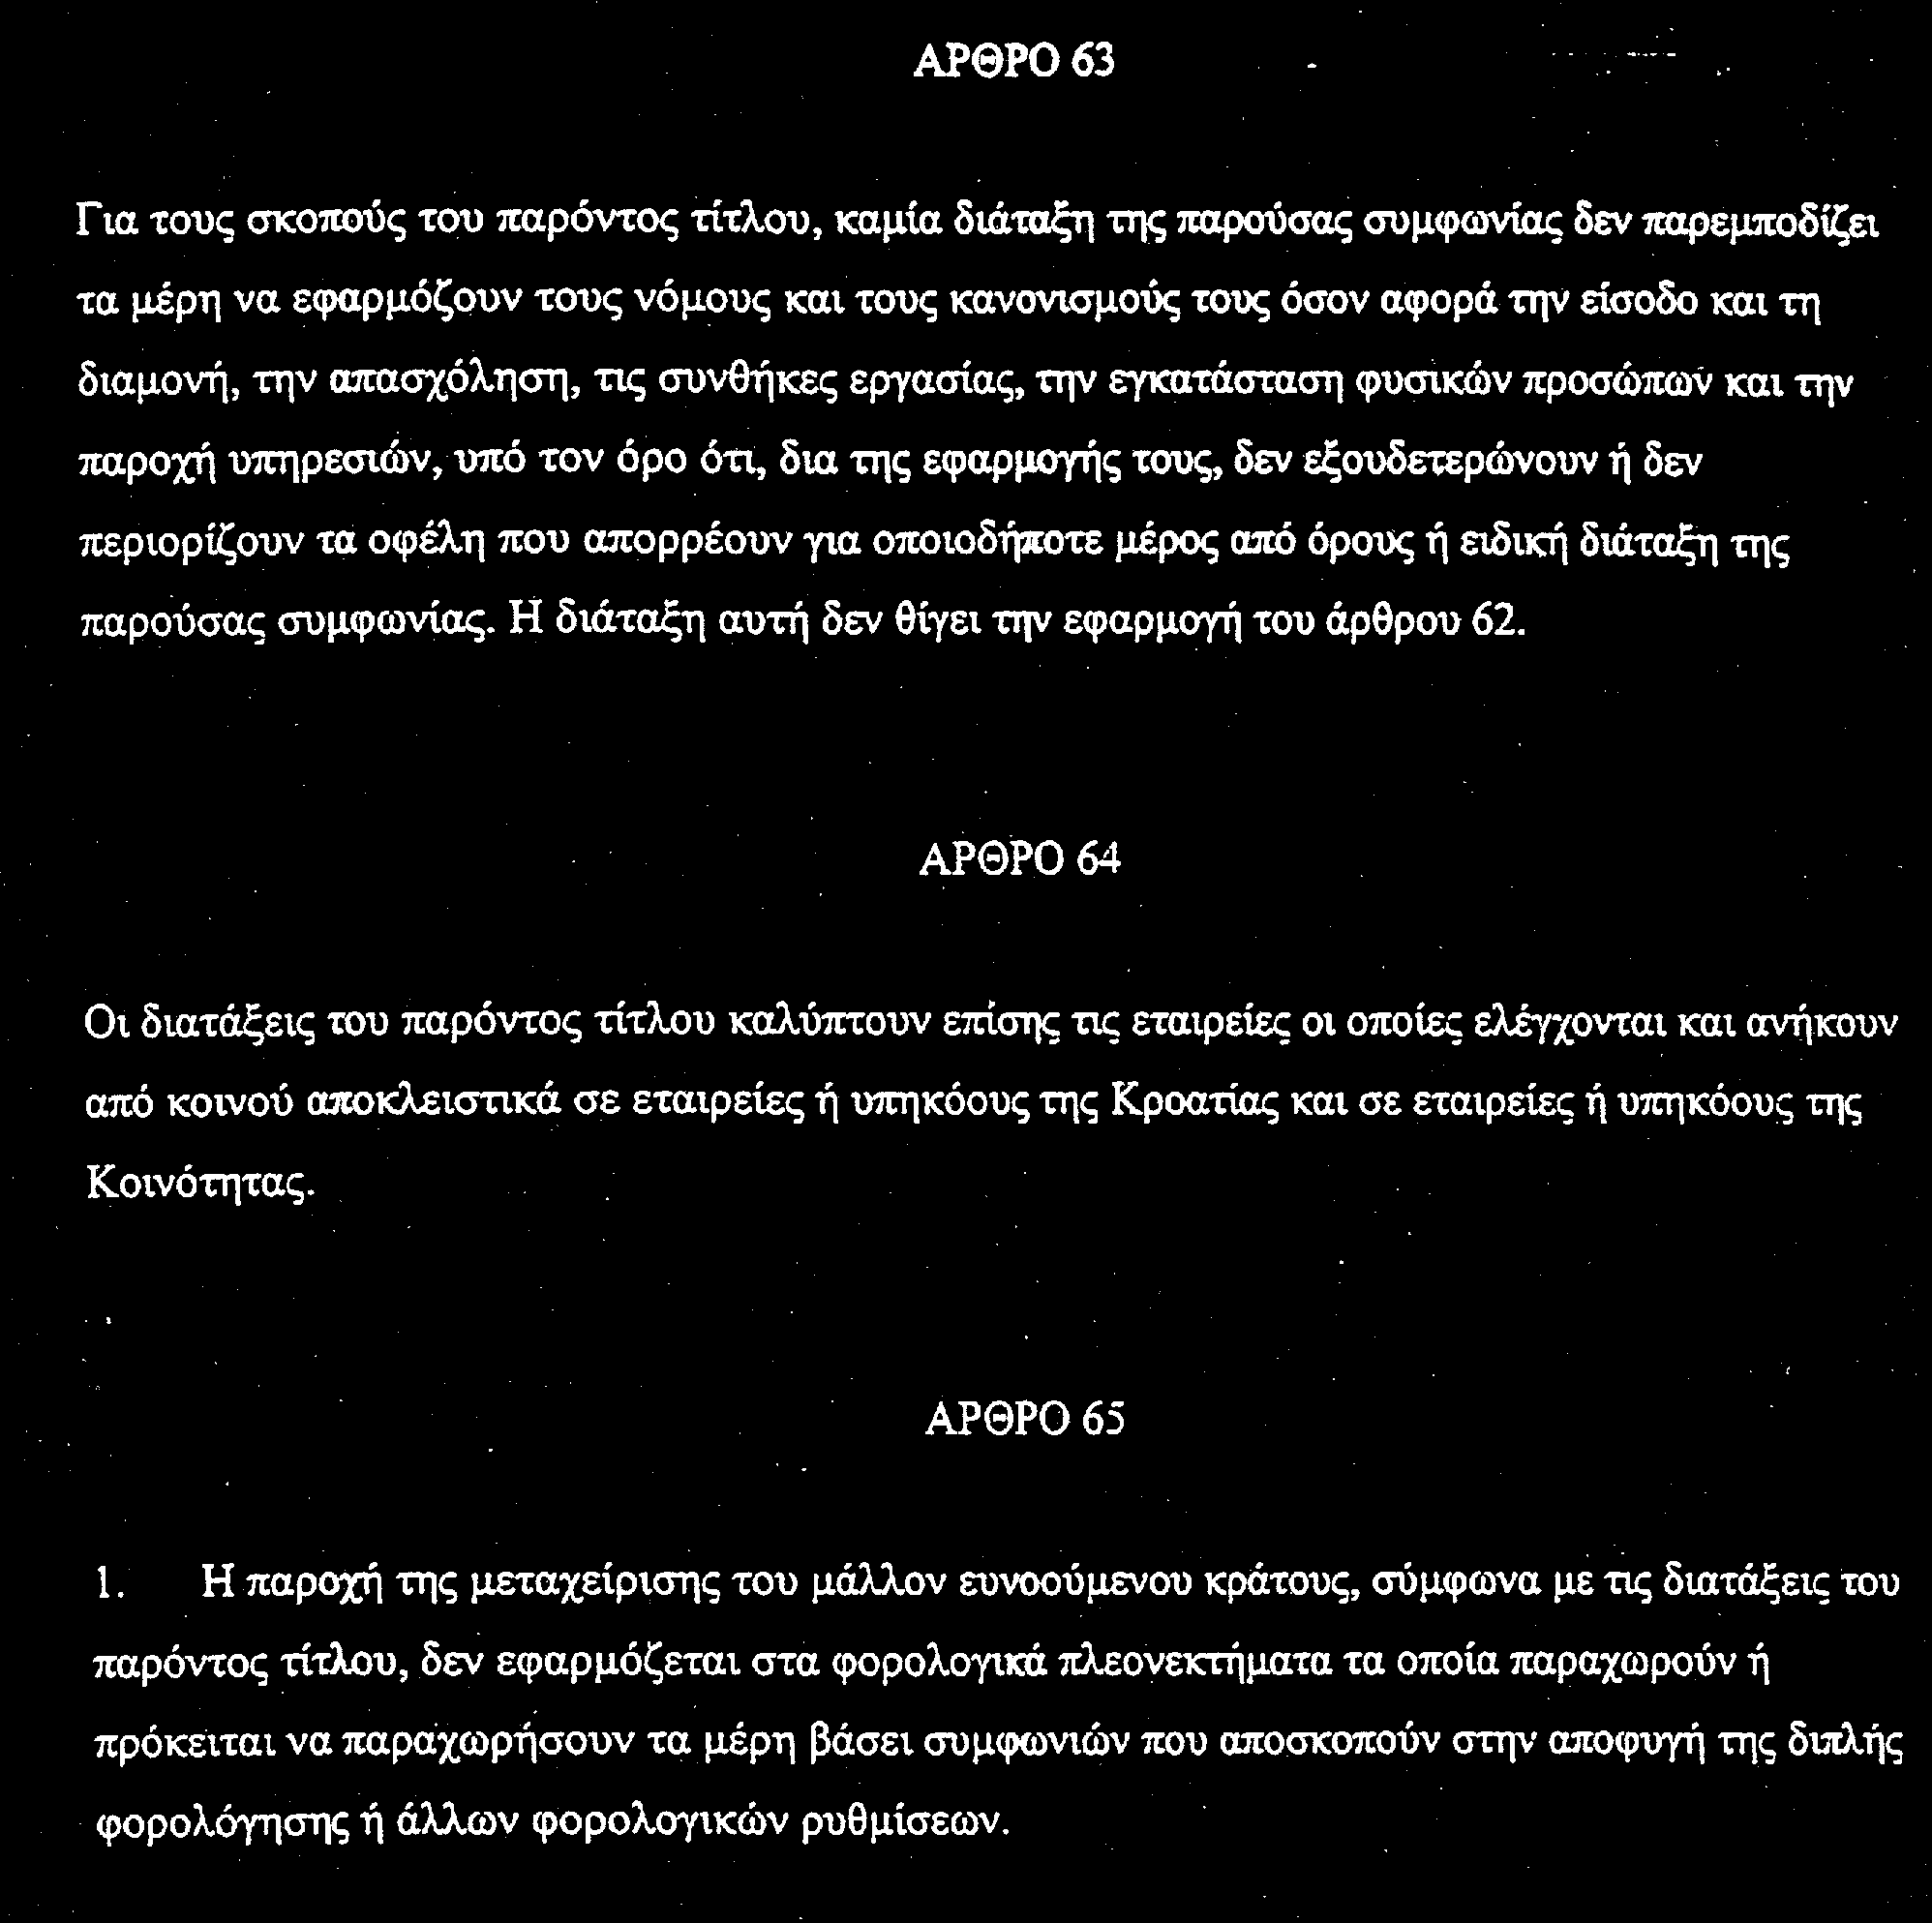 ΑΡΘΡΟ 63
Για τους σκοπούς του παρόντος τίτλου, καμία διάταξη της παρούσας συμφωνίας δεν παρεμποδίζει
τα μέρη να εφαρμόζουν τους νόμους και τους κανονισμούς τους όσον αφορά την είσοδο και τη
διαμονή, την απασχόληση, τις συνθήκες εργασίας, την εγκατάσταση φυσικών προσώπων και την
παροχή υπηρεσιών, υπό τον όρο ότι, δια της εφαρμογής τους, δεν εξουδετερώνουν ή δεν
περιορίζουν τα οφέλη που απορρέουν για οποιοδήποτε μέρος από όρους ή ειδική διάταξη της
παρούσας συμφωνίας. Η διάταξη αυτή δεν θίγει την εφαρμογή του άρθρου 62.
ΑΡΘΡΟ 64
Οι διατάξεις του παρόντος τίτλου καλύπτουν επίσης τις εταιρείες οι οποίες ελέγχονται και ανήκουν
από κοινού αποκλειστικά σε εταιρείες ή υπηκόους της Κροατίας και σε εταιρείες ή υπηκόους της
Κοινότητας.
ΑΡΘΡΟ 65
1. Η παροχή της μεταχείρισης του μάλλον ευνοούμενου κράτους, σύμφωνα με τις διατάξεις του
παρόντος τίτλου, δεν εφαρμόζεται στα φορολογικά πλεονεκτήματα τα οποία παραχωρούν ή
πρόκειται να παραχωρήσουν τα μέρη βάσει συμφωνιών που αποσκοπούν στην αποφυγή της διπλής
φορολόγησης ή άλλων φορολογικών ρυθμίσεων.